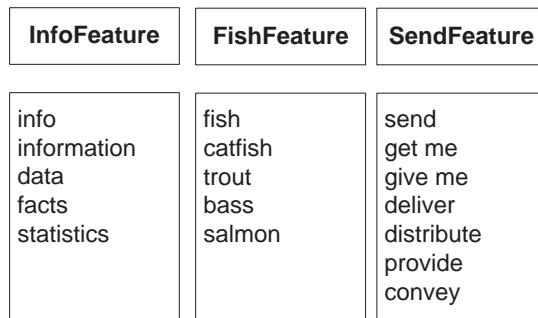 InfoFeature
FishFeature
SendFeature
info
information
data
facts
statistics
fish
catfish
trout
bass
salmon
send
get me
give me
deliver
distribute
provide
convey